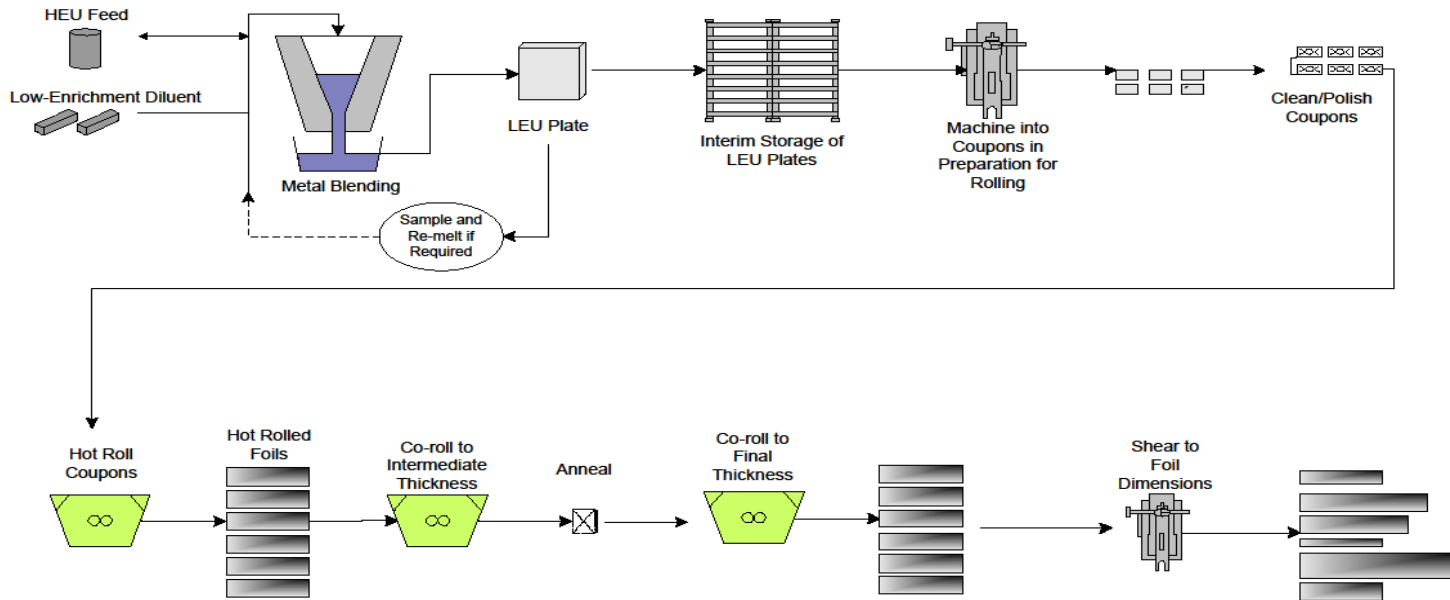 HEU Feed
Low-Enrichment Diluent
Metal Blending
LEU Plate
Sample and
Re-melt if
Required
Interim Storage of
LEU Plates
Machine into
Coupons in
Preparation for
Rolling
Clean/Polish
Coupons
Hot Roll
Coupons
Hot Rolled
Foils
Co-roll to
Intermediate
Thickness
Anneal
Co-roll to
Final
Thickness
Shear to
Foil
Dimensions